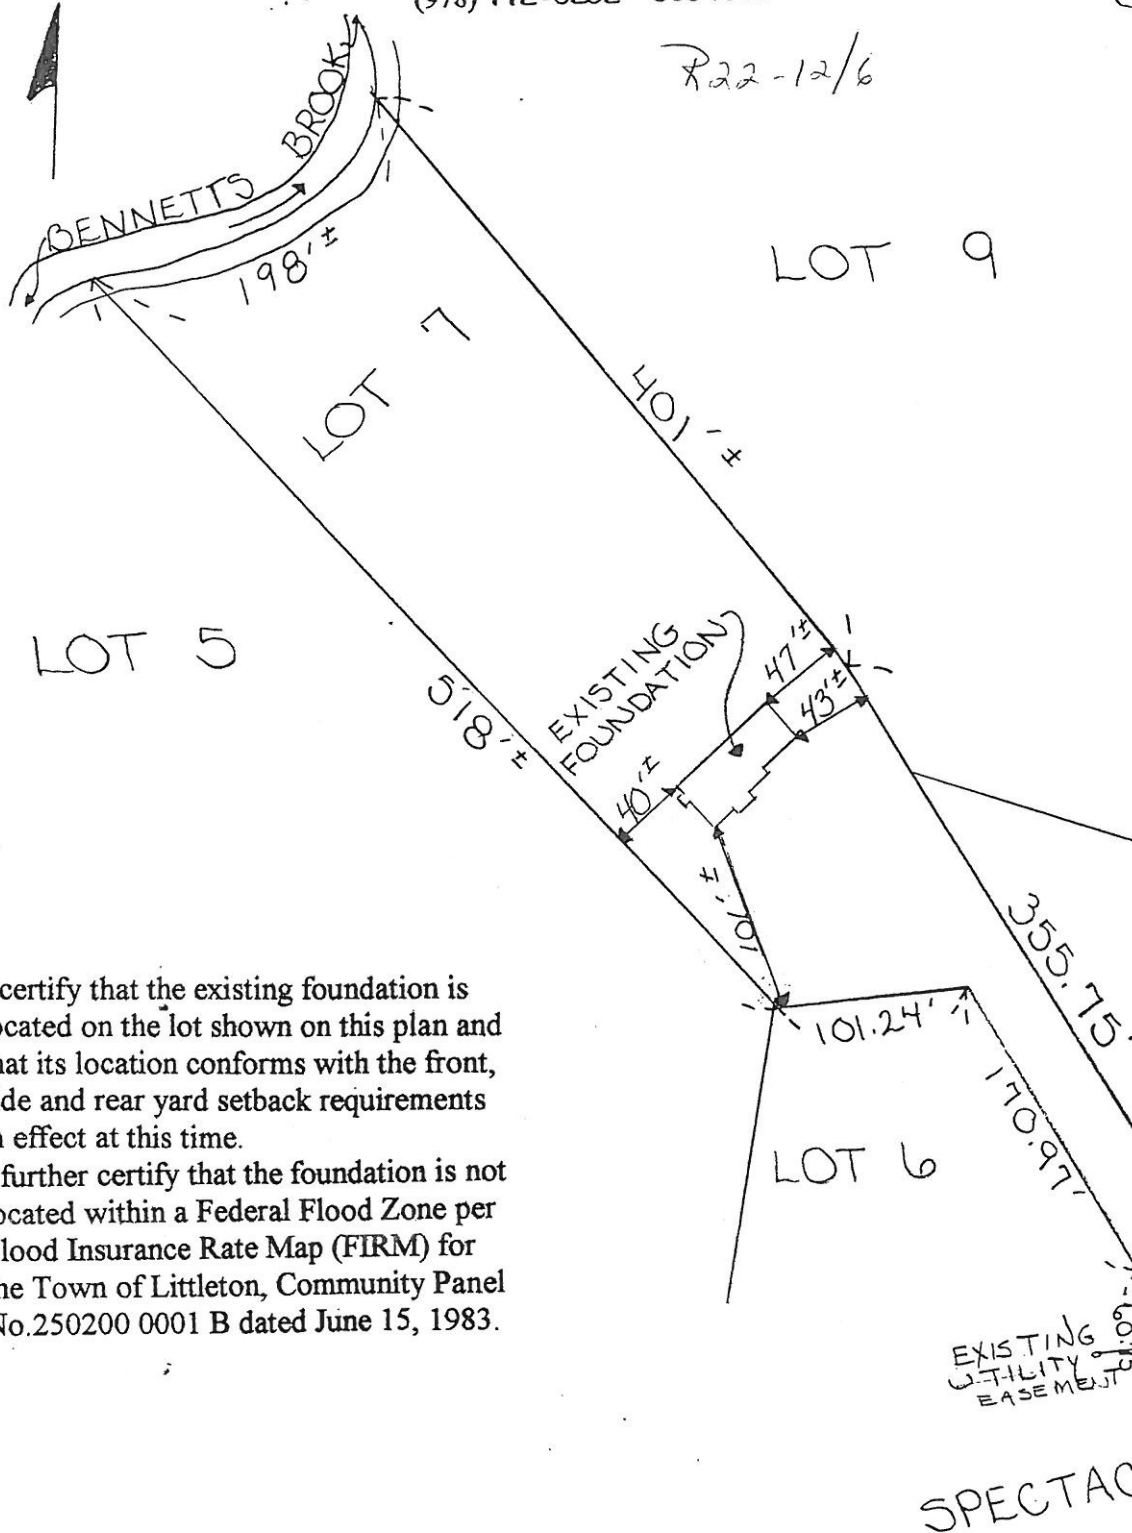 (978)
R22-12/6
BENNETTS BROOK
198'±
LOT 7
LOT 9
401'±
LOT 5
518'±
EXISTING
FOUNDATION
47'±
43'±
40'±
101'±
355.75'
101.24'
170.97'
LOT 6
certify that the existing foundation is
ocated on the lot shown on this plan and
hat its location conforms with the front,
de and rear yard setback requirements
n effect at this time.
further certify that the foundation is not
ocated within a Federal Flood Zone per
lood Insurance Rate Map (FIRM) for
he Town of Littleton, Community Panel
No.250200 0001 B dated June 15, 1983.
EXISTING
UTILITY
EASEMENT
SPECTAC